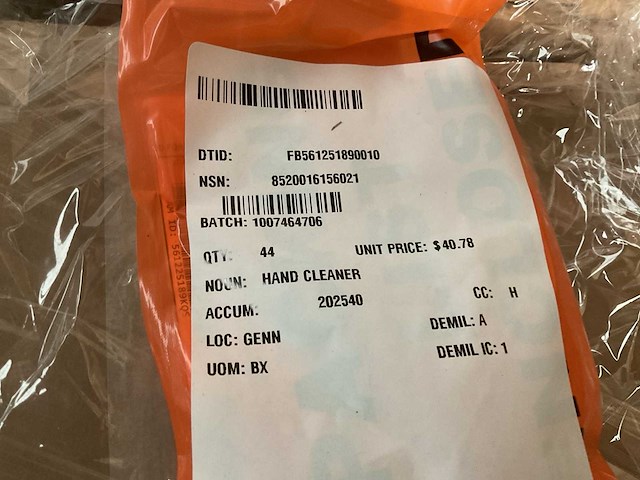 DTID: FB561251890010
NSN: 8520016156021
BATCH: 1007464706
QTY: 44 UNIT PRICE: $40.78
NOUN: HAND CLEANER
ACCUM: 202540 CC: H
LOC: GENN DEMIL: A
UOM: BX DEMIL IC: 1